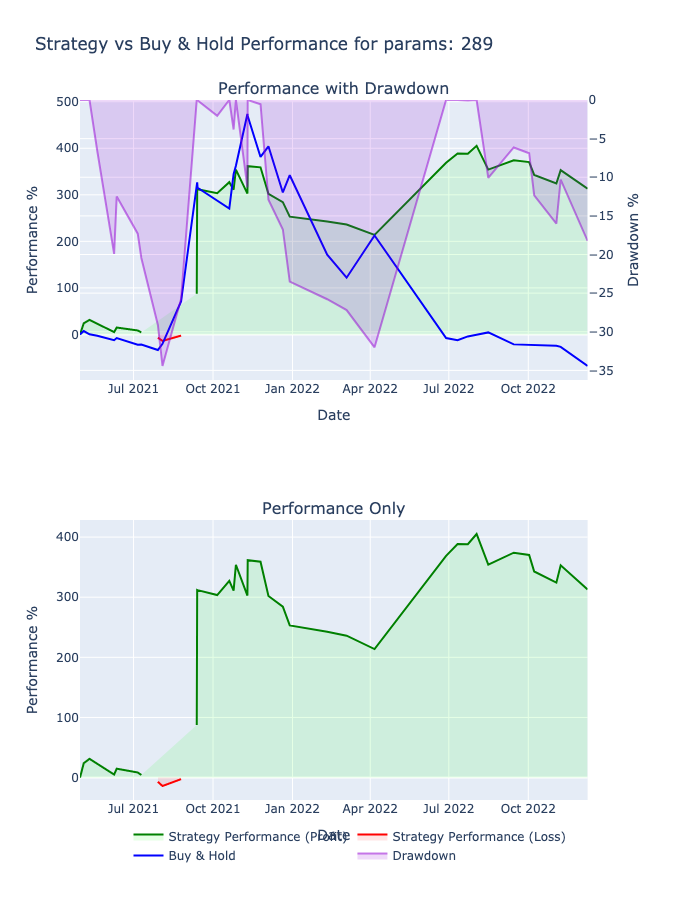 Strategy vs Buy & Hold Performance for params: 289
Performance with Drawdown
500
400
300
200
100
0
Performance %
0
−5
−10
−15
−20
−25
−30
−35
Drawdown %
Jul 2021 Oct 2021 Jan 2022 Apr 2022 Jul 2022 Oct 2022
Date
Performance Only
400
300
200
100
0
Performance %
Jul 2021 Oct 2021 Jan 2022 Apr 2022 Jul 2022 Oct 2022
Date
Strategy Performance (Profit) Strategy Performance (Loss)
Buy & Hold Drawdown